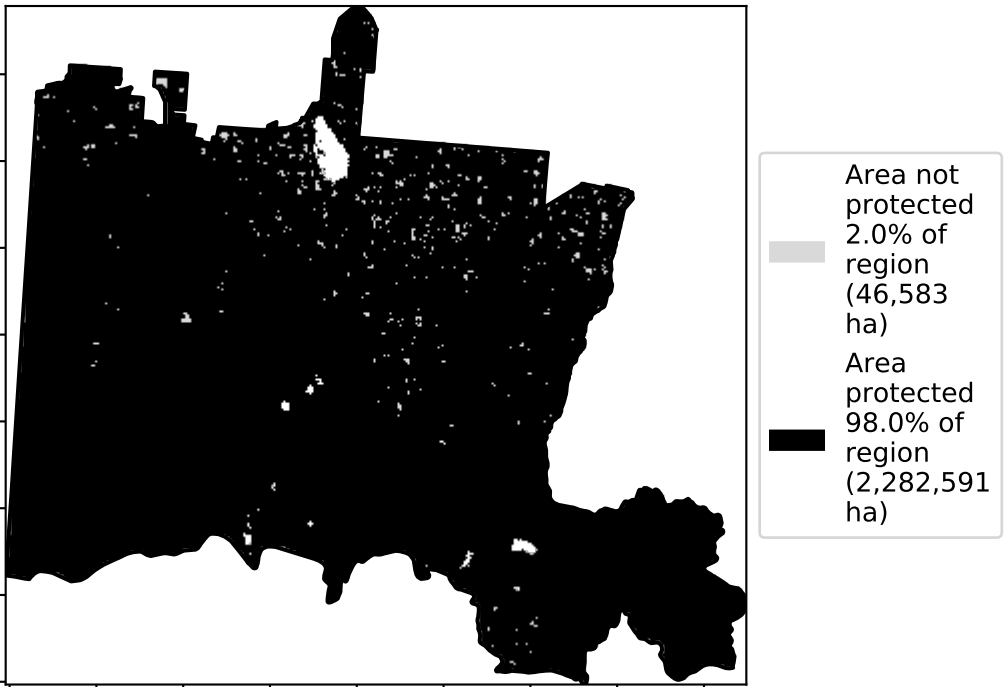 Area not
protected
2.0% of
region
(46,583
ha)
Area
protected
98.0% of
region
(2,282,591
ha)